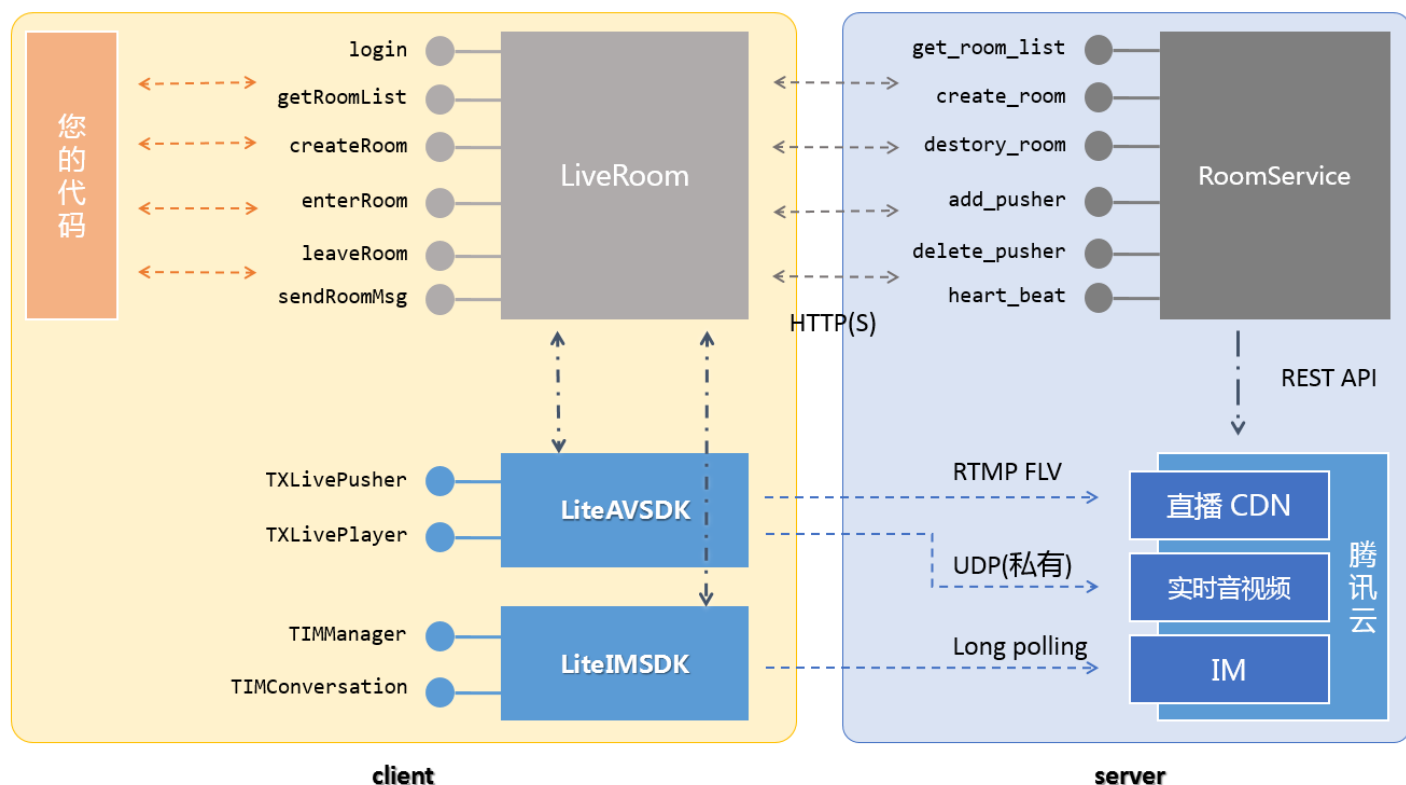 您的代码
login
getRoomList
createRoom
enterRoom
leaveRoom
sendRoomMsg
LiveRoom
HTTP(S)
get_room_list
create_room
destory_room
add_pusher
delete_pusher
heart_beat
RoomService
REST API
TXLivePusher
TXLivePlayer
LiteAVSDK
TIMManager
TIMConversation
LiteIMSDK
RTMP FLV
UDP(私有)
Long polling
直播 CDN
实时音视频
IM
腾讯云
client
server